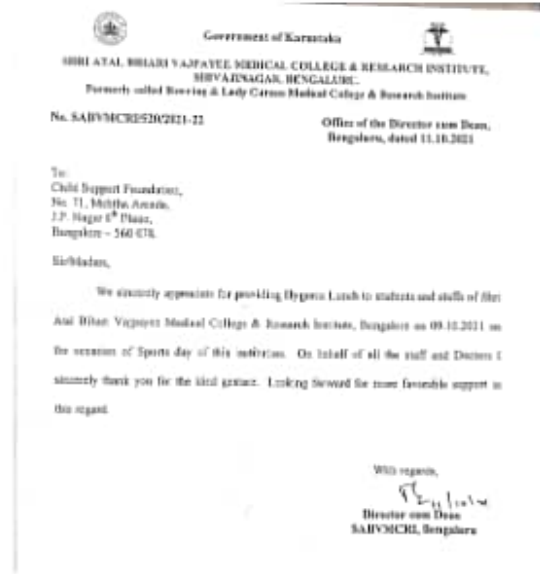 Government of Karnataka
SHRI ATAL BIHARI VAJPAYEE MEDICAL COLLEGE & RESEARCH INSTITUTE,
SHIVAJINAGAR, BENGALURU.
Formerly called Bowring & Lady Curzon Medical College & Research Institute
No. SABVMCRI/520/2021-22
Office of the Director cum Dean,
Bengaluru, dated 11.10.2021
To
Child Support Foundation,
No. 71, Arcade,
J.P. Nagar Phase,
Bangalore – 560 078.
Sir/Madam,
We sincerely appreciate for providing Hygenic Lunch to students and staffs of Shri
Atal Bihari Vajpayee Medical College & Research Institute, Bangalore on 09.10.2021 on
the occasion of Sports day of this institution. On behalf of all the staff and Doctors I
sincerely thank you for the kind gesture. Looking forward for more favorable support in
this regard.
With regards,
Director cum Dean
SABVMCRI, Bengaluru